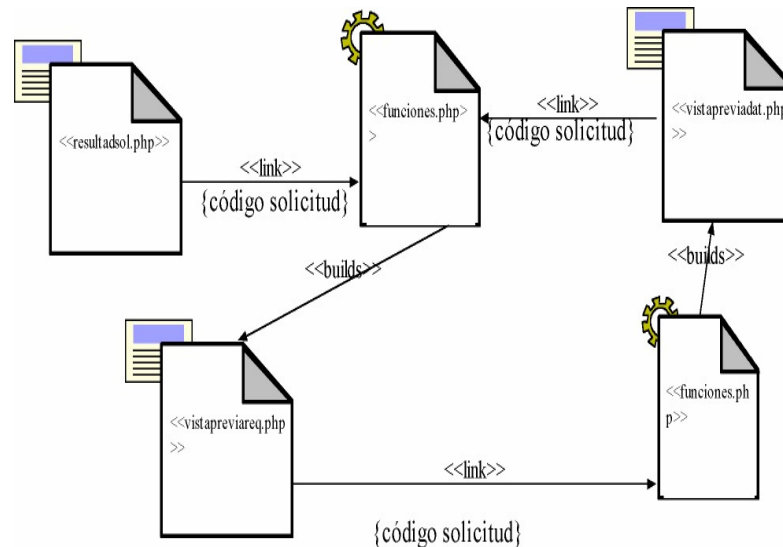 <<resultadsol.php>>
<<link>>
{código solicitud}
<<funciones.php>
>
<<link>>
{código solicitud}
<<vistapreviadat.php
>>
<<builds>>
<<builds>>
<<vistapreviareq.php
>>
<<funciones.ph
p>>
<<link>>
{código solicitud}